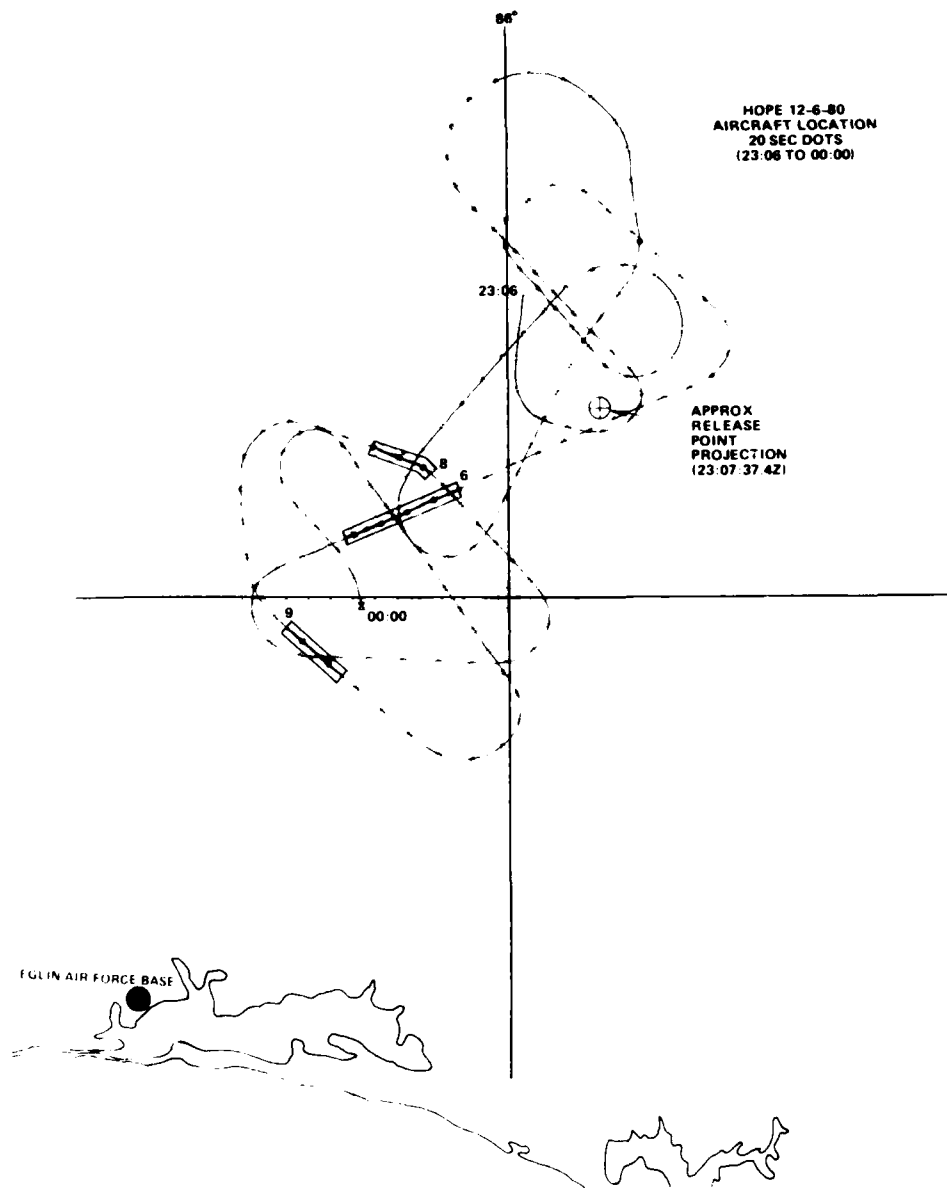 86°
HOPE 12-6-80
AIRCRAFT LOCATION
20 SEC DOTS
(23:06 TO 00:00)
23:06
APPROX
RELEASE
POINT
PROJECTION
(23:07:37.4Z)
8
6
9
00:00
EGLIN AIR FORCE BASE